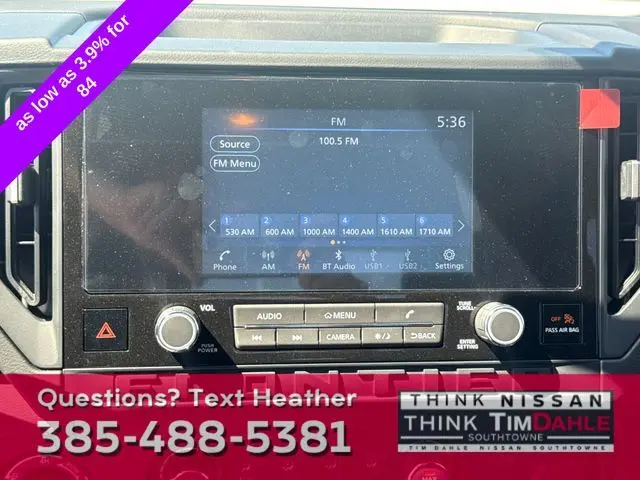 as low as 3.9% for
84
FM
5:36
Source
100.5 FM
FM Menu
1 2 3 4 5 6
530 AM 600 AM 1000 AM 1400 AM 1610 AM 1710 AM
Phone AM FM BT Audio USB1 USB2 Settings
VOL
PUSH
POWER
AUDIO MENU
CAMERA BACK
TUNE
SCROLL
ENTER
SETTING
OFF
PASS AIR BAG
FRONTIER
Questions? Text Heather
385-488-5381
THINK NISSAN
THINK TIMDAHLE
SOUTHTOWNE
TIM DAHLE NISSAN SOUTHTOWNE
MAX